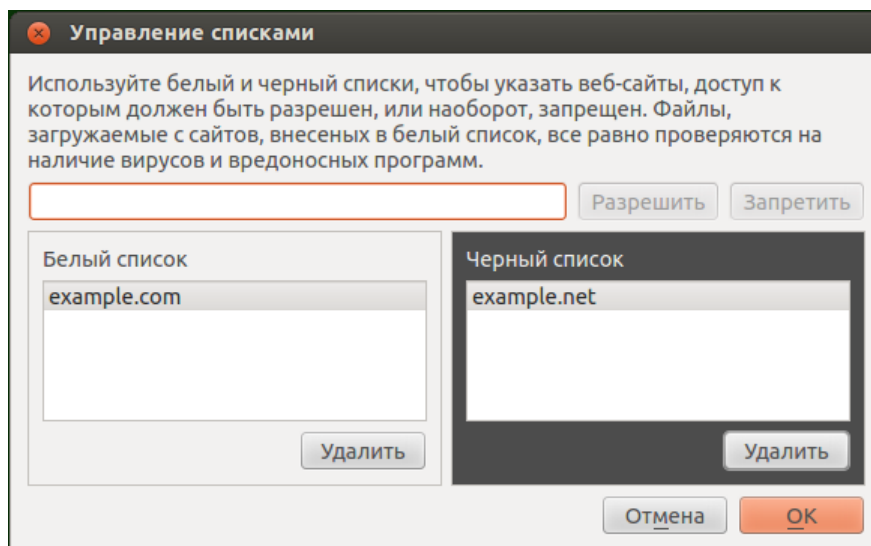 Управление списками
Используйте белый и черный списки, чтобы указать веб-сайты, доступ к
которым должен быть разрешен, или наоборот, запрещен. Файлы,
загружаемые с сайтов, внесеных в белый список, все равно проверяются на
наличие вирусов и вредоносных программ.
Разрешить Запретить
Белый список
example.com
Удалить
Черный список
example.net
Удалить
Отмена OK